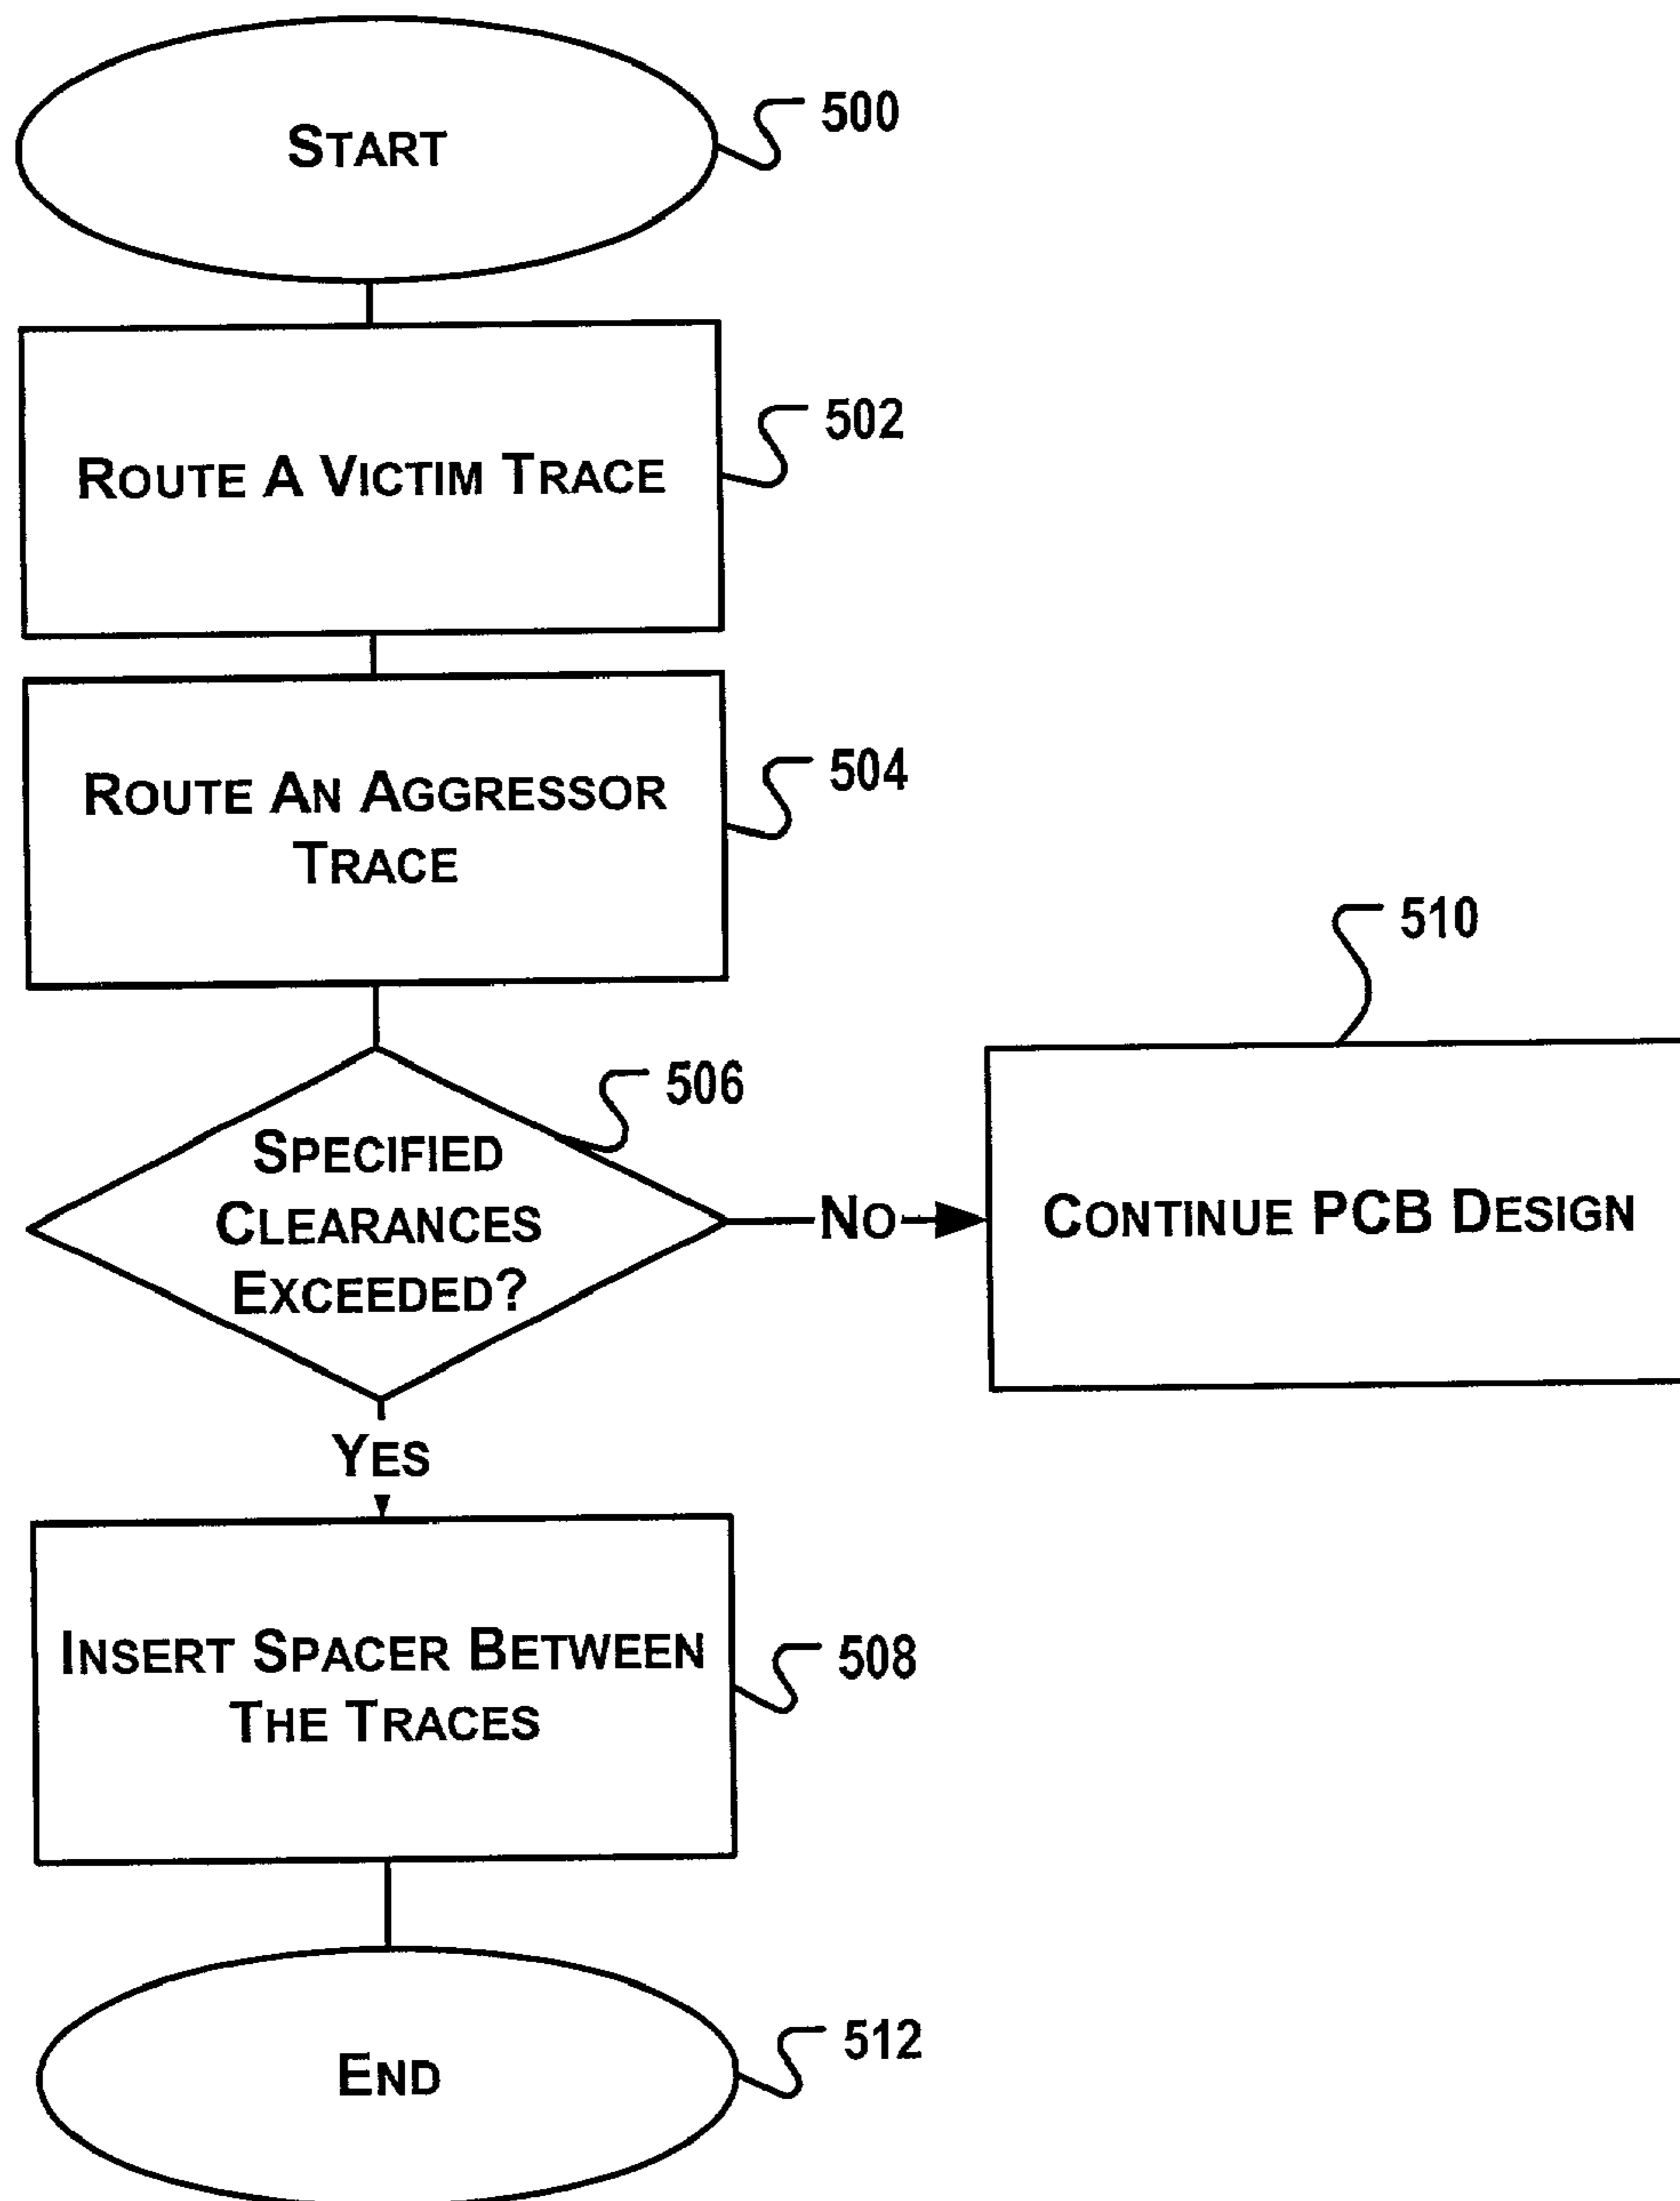 START
500
ROUTE A VICTIM TRACE
502
ROUTE AN AGGRESSOR
TRACE
504
510
506
SPECIFIED
CLEARANCES
EXCEEDED?
NO
CONTINUE PCB DESIGN
YES
INSERT SPACER BETWEEN
THE TRACES
508
END
512